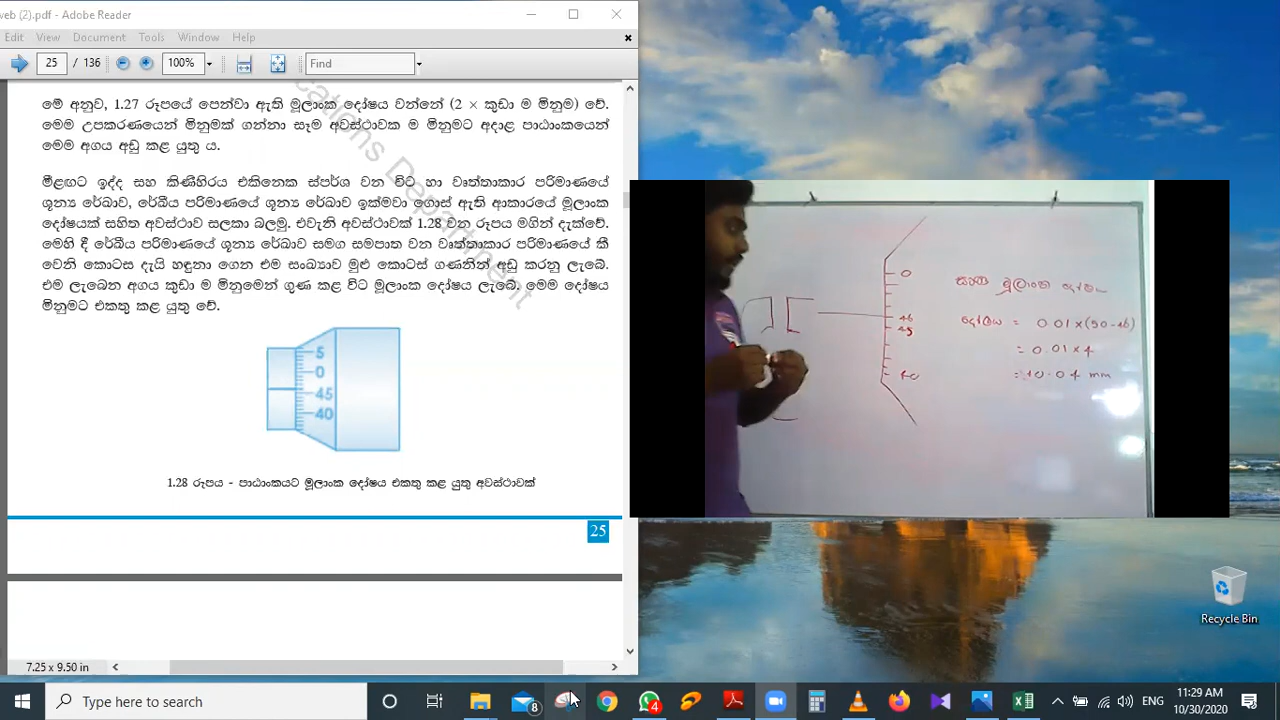 veb (2).pdf - Adobe Reader
Edit View Document Tools Window Help
25 / 136 100% Find
මේ අනුව, 1.27 රූපයේ පෙන්වා ඇති මූලාංක දෝෂය වන්නේ (2 × කුඩා ම මිනුම) වේ.
මෙම උපකරණයෙන් මිනුමක් ගන්නා සෑම අවස්ථාවක ම මිනුමට අදාළ පාඨාංකයෙන්
මෙම අගය අඩු කළ යුතු ය.
මීළඟට ඉද්ද සහ කිණිහිරය එකිනෙක ස්පර්ශ වන විට හා වෘත්තාකාර පරිමාණයේ
ශූන්‍ය රේඛාව, රේඛීය පරිමාණයේ ශූන්‍ය රේඛාව ඉක්මවා ගොස් ඇති ආකාරයේ මූලාංක
දෝෂයක් සහිත අවස්ථාව සලකා බලමු. එවැනි අවස්ථාවක් 1.28 වන රූපය මගින් දැක්වේ.
මෙහි දී රේඛීය පරිමාණයේ ශූන්‍ය රේඛාව සමග සමපාත වන වෘත්තාකාර පරිමාණයේ කී
වෙනි කොටස දැයි හඳුනා ගෙන එම සංඛ්‍යාව මුළු කොටස් ගණනින් අඩු කරනු ලැබේ.
එම ලැබෙන අගය කුඩා ම මිනුමෙන් ගුණ කළ විට මූලාංක දෝෂය ලැබේ. මෙම දෝෂය
මිනුමට එකතු කළ යුතු වේ.
cations Department
5
0
45
40
1.28 රූපය - පාඨාංකයට මූලාංක දෝෂය එකතු කළ යුතු අවස්ථාවක්
25
7.25 x 9.50 in
0
46
45
40
මූලාංක
දෝෂය = 0.01 × (50-46)
= 0.01 × 4
0.04 mm
Recycle Bin
Type here to search
8
4
ENG
11:29 AM
10/30/2020